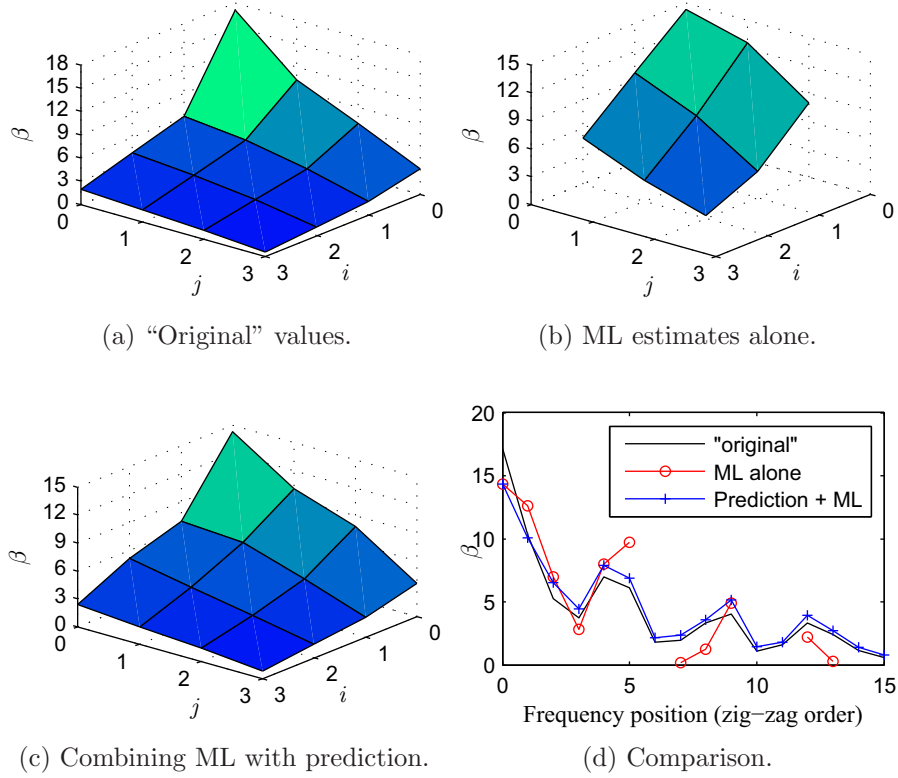 18
15
12
9
6
3
0
β
0
1
2
3
j
3
2
1
0
i
(a) “Original” values.
15
12
9
6
3
0
β
0
1
2
3
j
3
2
1
0
i
(b) ML estimates alone.
15
12
9
6
3
0
β
0
1
2
3
j
3
2
1
0
i
(c) Combining ML with prediction.
20
15
10
5
0
β
"original"
ML alone
Prediction + ML
0 5 10 15
Frequency position (zig−zag order)
(d) Comparison.